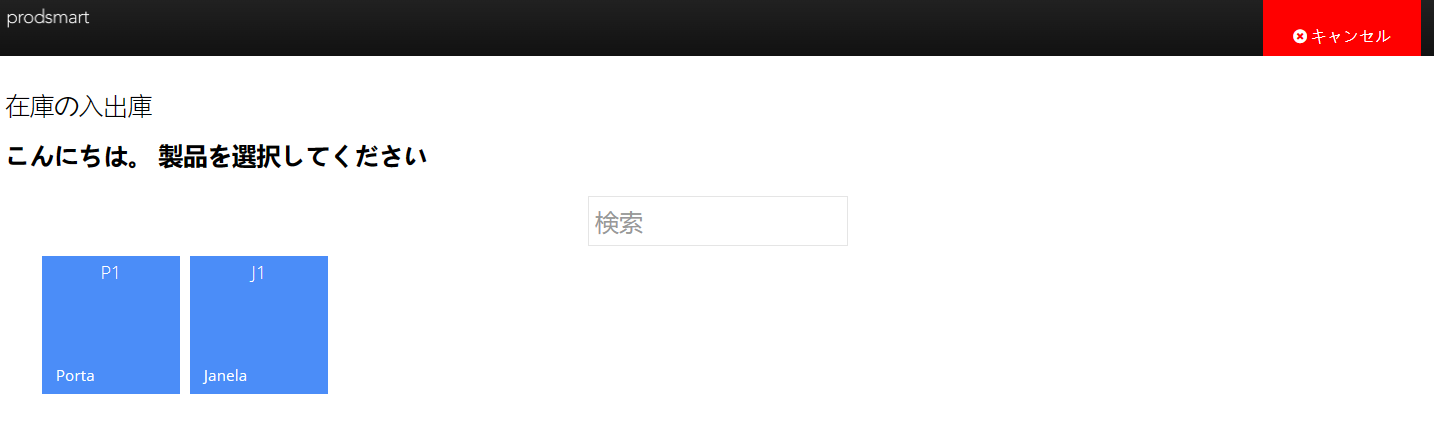 prodsmart
キャンセル
在庫の入出庫
こんにちは。 製品を選択してください
検索
P1
J1
Porta
Janela